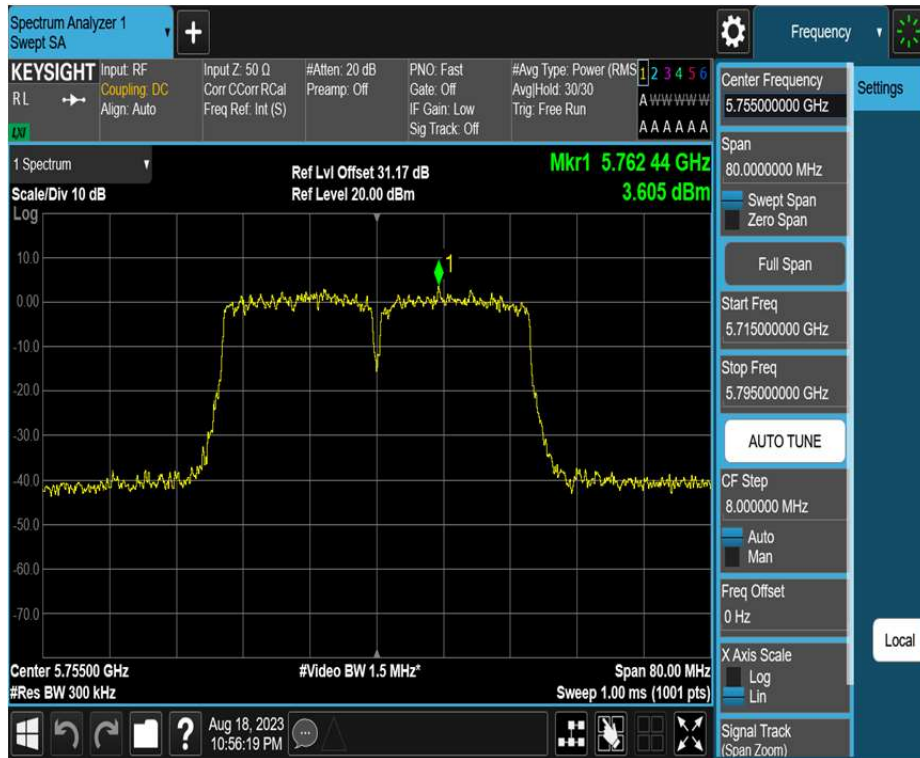 Spectrum Analyzer 1
Swept SA
+
Frequency
KEYSIGHT
R L
LXI
Input: RF
Coupling: DC
Align: Auto
Input Z: 50 Ω
Corr CCorr RCal
Freq Ref: Int (S)
#Atten: 20 dB
Preamp: Off
PNO: Fast
Gate: Off
IF Gain: Low
Sig Track: Off
#Avg Type: Power (RMS
Avg|Hold: 30/30
Trig: Free Run
1 2 3 4 5 6
A W W W W W
A A A A A A
1 Spectrum
Scale/Div 10 dB
Log
Ref Lvl Offset 31.17 dB
Ref Level 20.00 dBm
Mkr1 5.762 44 GHz
3.605 dBm
1
10.0
0.00
-10.0
-20.0
-30.0
-40.0
-50.0
-60.0
-70.0
Center 5.75500 GHz
#Res BW 300 kHz
#Video BW 1.5 MHz*
Span 80.00 MHz
Sweep 1.00 ms (1001 pts)
?
Aug 18, 2023
10:56:19 PM
Center Frequency
5.755000000 GHz
Span
80.0000000 MHz
Swept Span
Zero Span
Full Span
Start Freq
5.715000000 GHz
Stop Freq
5.795000000 GHz
AUTO TUNE
CF Step
8.000000 MHz
Auto
Man
Freq Offset
0 Hz
X Axis Scale
Log
Lin
Signal Track
(Span Zoom)
Settings
Local